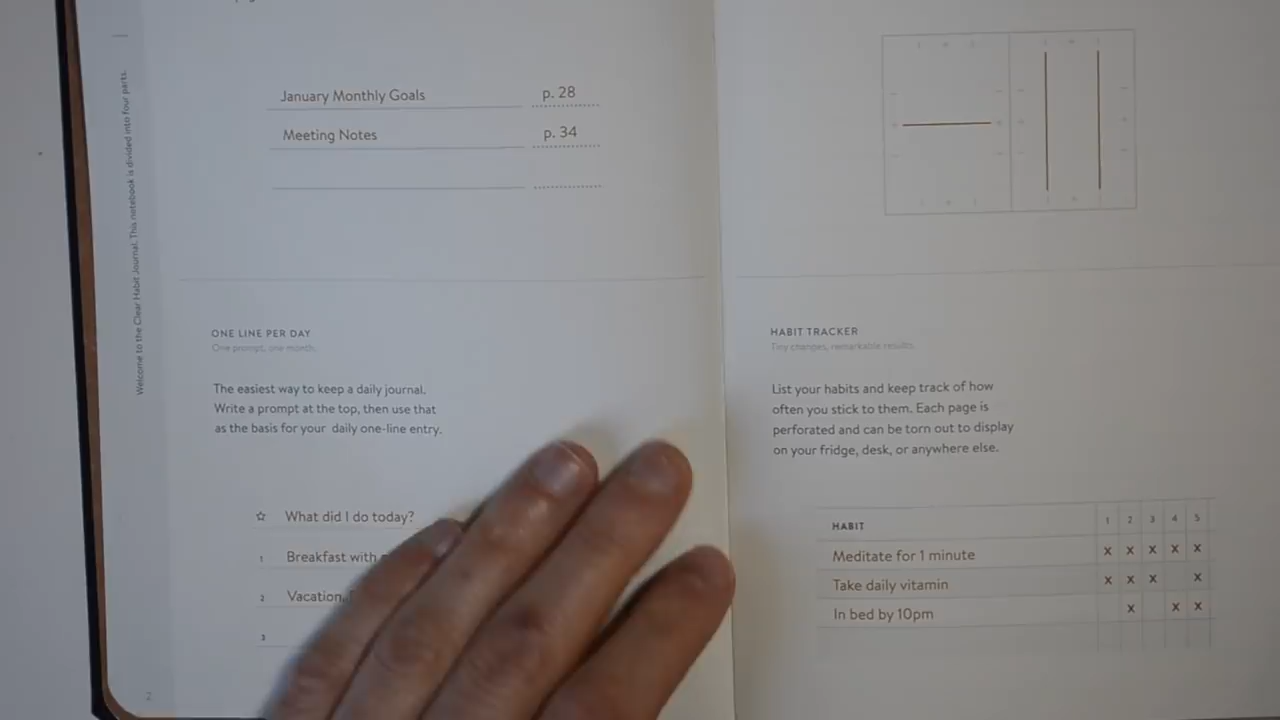 Welcome to the Clear Habit Journal. This notebook is divided into four parts.
January Monthly Goals p. 28
Meeting Notes p. 34
ONE LINE PER DAY
One prompt, one month.
The easiest way to keep a daily journal.
Write a prompt at the top, then use that
as the basis for your daily one-line entry.
☆ What did I do today?
1 Breakfast with
2 Vacation,
3
2
HABIT TRACKER
Tiny changes, remarkable results.
List your habits and keep track of how
often you stick to them. Each page is
perforated and can be torn out to display
on your fridge, desk, or anywhere else.
HABIT 1 2 3 4 5
Meditate for 1 minute x x x x x
Take daily vitamin x x x x
In bed by 10pm x x x